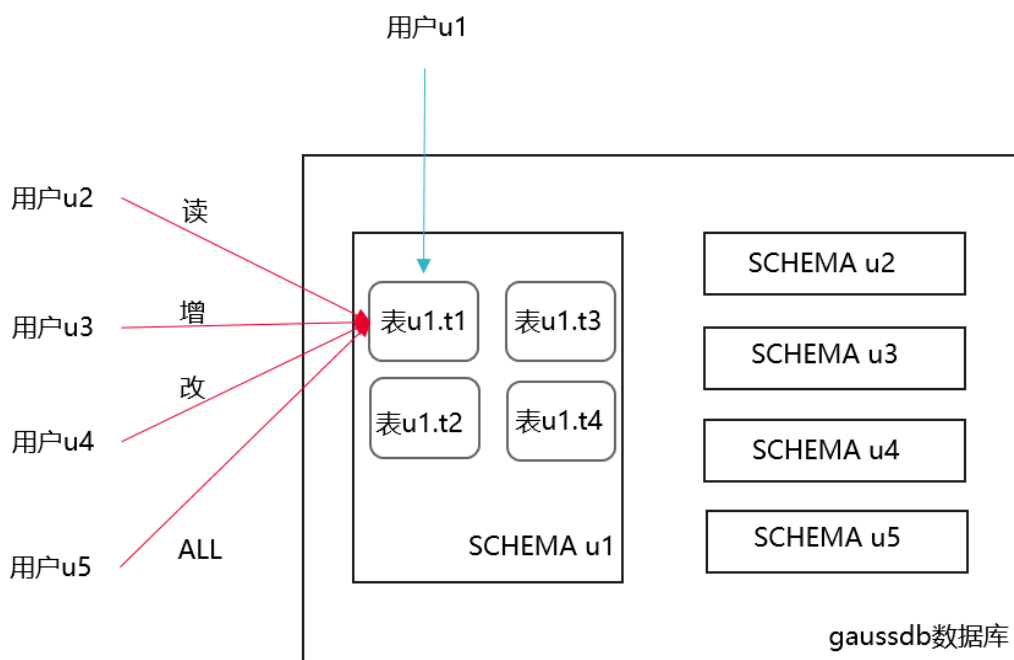 用户u1
用户u2
读
用户u3
增
改
用户u4
用户u5
ALL
表u1.t1
表u1.t3
表u1.t2
表u1.t4
SCHEMA u1
SCHEMA u2
SCHEMA u3
SCHEMA u4
SCHEMA u5
gaussdb数据库